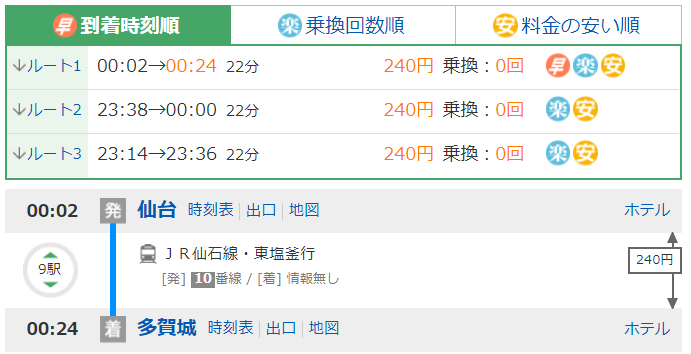 早 到着時刻順 楽 乗換回数順 安 料金の安い順
ルート1 00:02→00:24 22分 240円 乗換：0回 早 楽 安
ルート2 23:38→00:00 22分 240円 乗換：0回 楽 安
ルート3 23:14→23:36 22分 240円 乗換：0回 楽 安
00:02 発 仙台 時刻表 出口 地図 ホテル
9駅 ＪＲ仙石線・東塩釜行 240円
[発] 10番線 / [着] 情報無し
00:24 着 多賀城 時刻表 出口 地図 ホテル